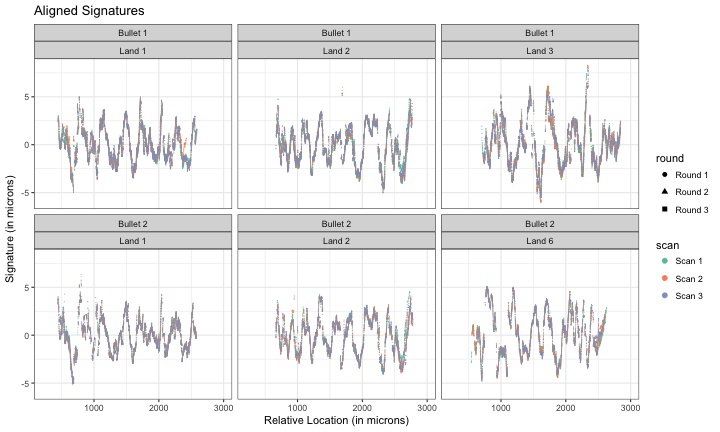 Aligned Signatures
Bullet 1
Bullet 1
Bullet 1
Land 1
Land 2
Land 3
5
0
-5
Bullet 2
Bullet 2
Bullet 2
Land 1
Land 2
Land 6
5
0
-5
1000 2000 3000
1000 2000 3000
1000 2000 3000
Relative Location (in microns)
Signature (in microns)
round
Round 1
Round 2
Round 3
scan
Scan 1
Scan 2
Scan 3